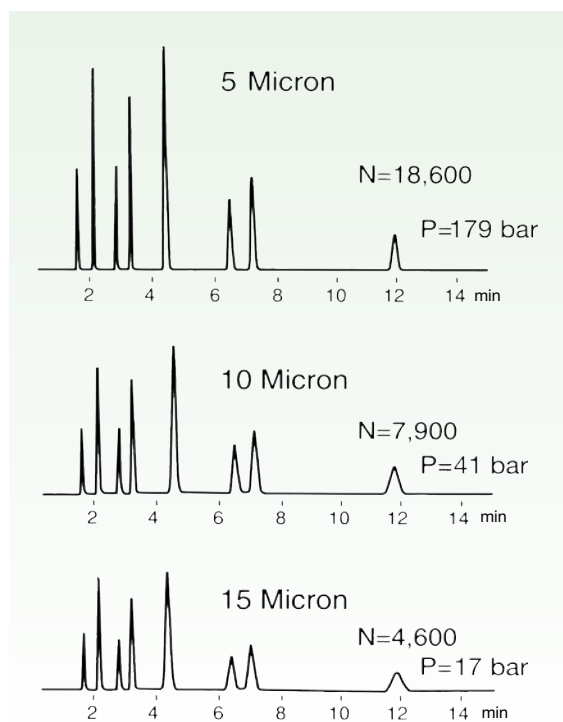 5 Micron
N=18,600
P=179 bar
2 4 6 8 10 12 14 min
10 Micron
N=7,900
P=41 bar
2 4 6 8 10 12 14 min
15 Micron
N=4,600
P=17 bar
2 4 6 8 10 12 14 min